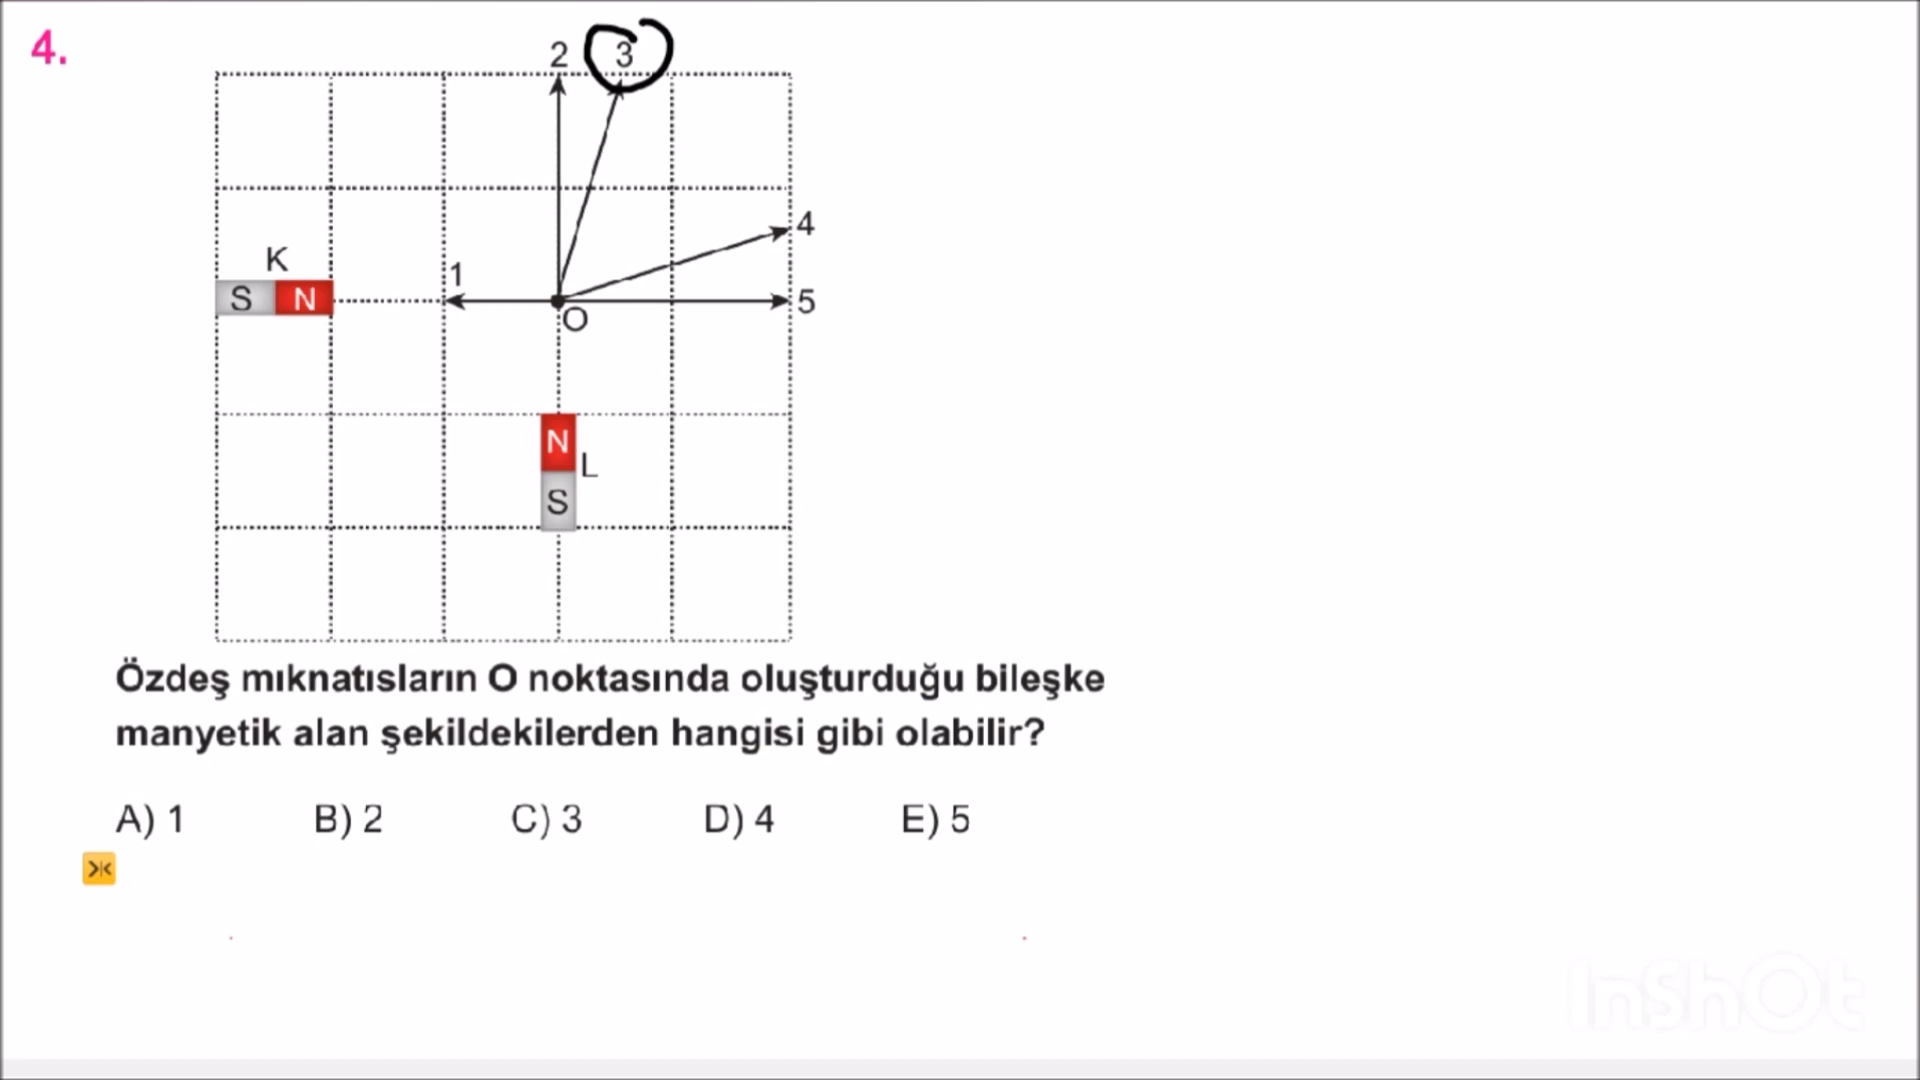 4.
2 3
4
K
1
S N
5
O
N
L
S
Özdeş mıknatısların O noktasında oluşturduğu bileşke
manyetik alan şekildekilerden hangisi gibi olabilir?
A) 1 B) 2 C) 3 D) 4 E) 5
InShOt